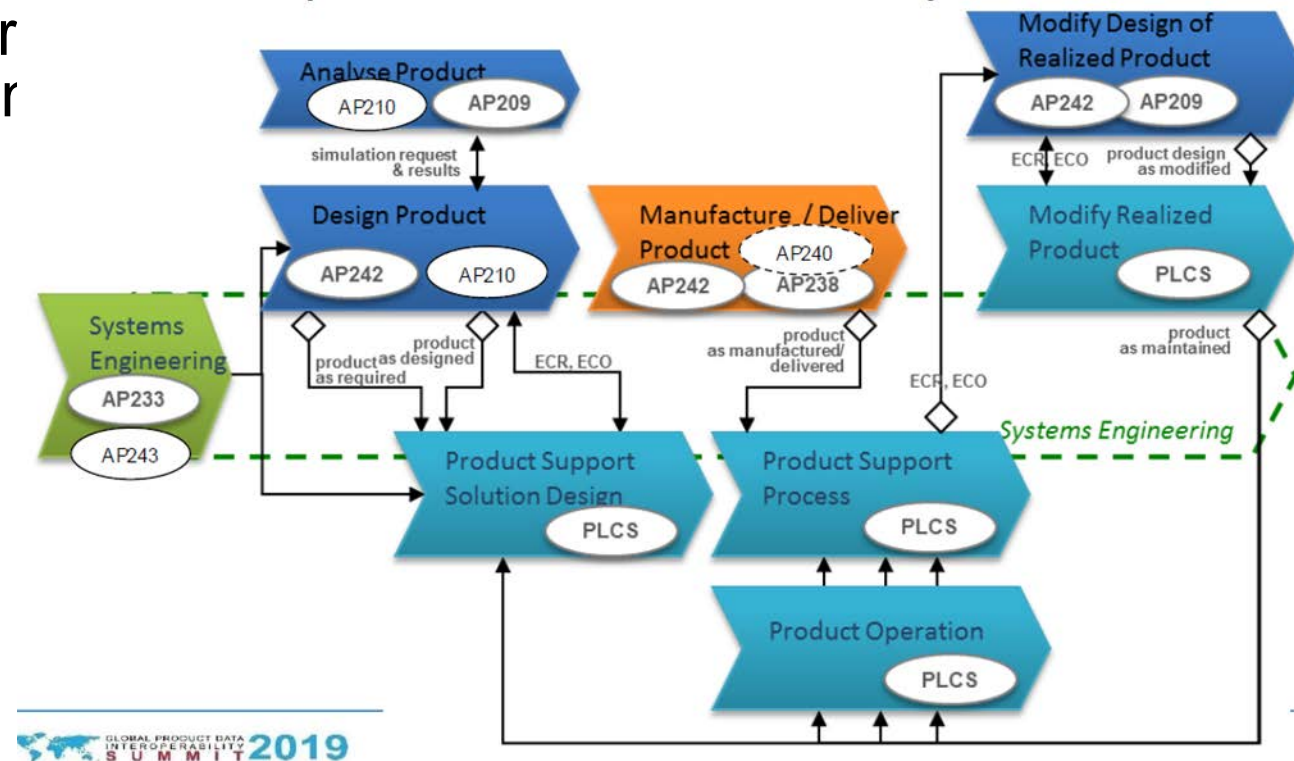 Modify Design of
Realized Product
AP242
AP209
Analyse Product
AP210
AP209
simulation request
& results
ECR, ECO
product design
as modified
Design Product
AP242
AP210
Manufacture / Deliver
Product
AP240
AP242
AP238
Modify Realized
Product
PLCS
Systems
Engineering
AP233
AP243
product
as required
product
as designed
ECR, ECO
product
as manufactured/
delivered
ECR, ECO
product
as maintained
Systems Engineering
Product Support
Solution Design
PLCS
Product Support
Process
PLCS
Product Operation
PLCS
GLOBAL PRODUCT DATA
INTEROPERABILITY
SUMMIT 2019